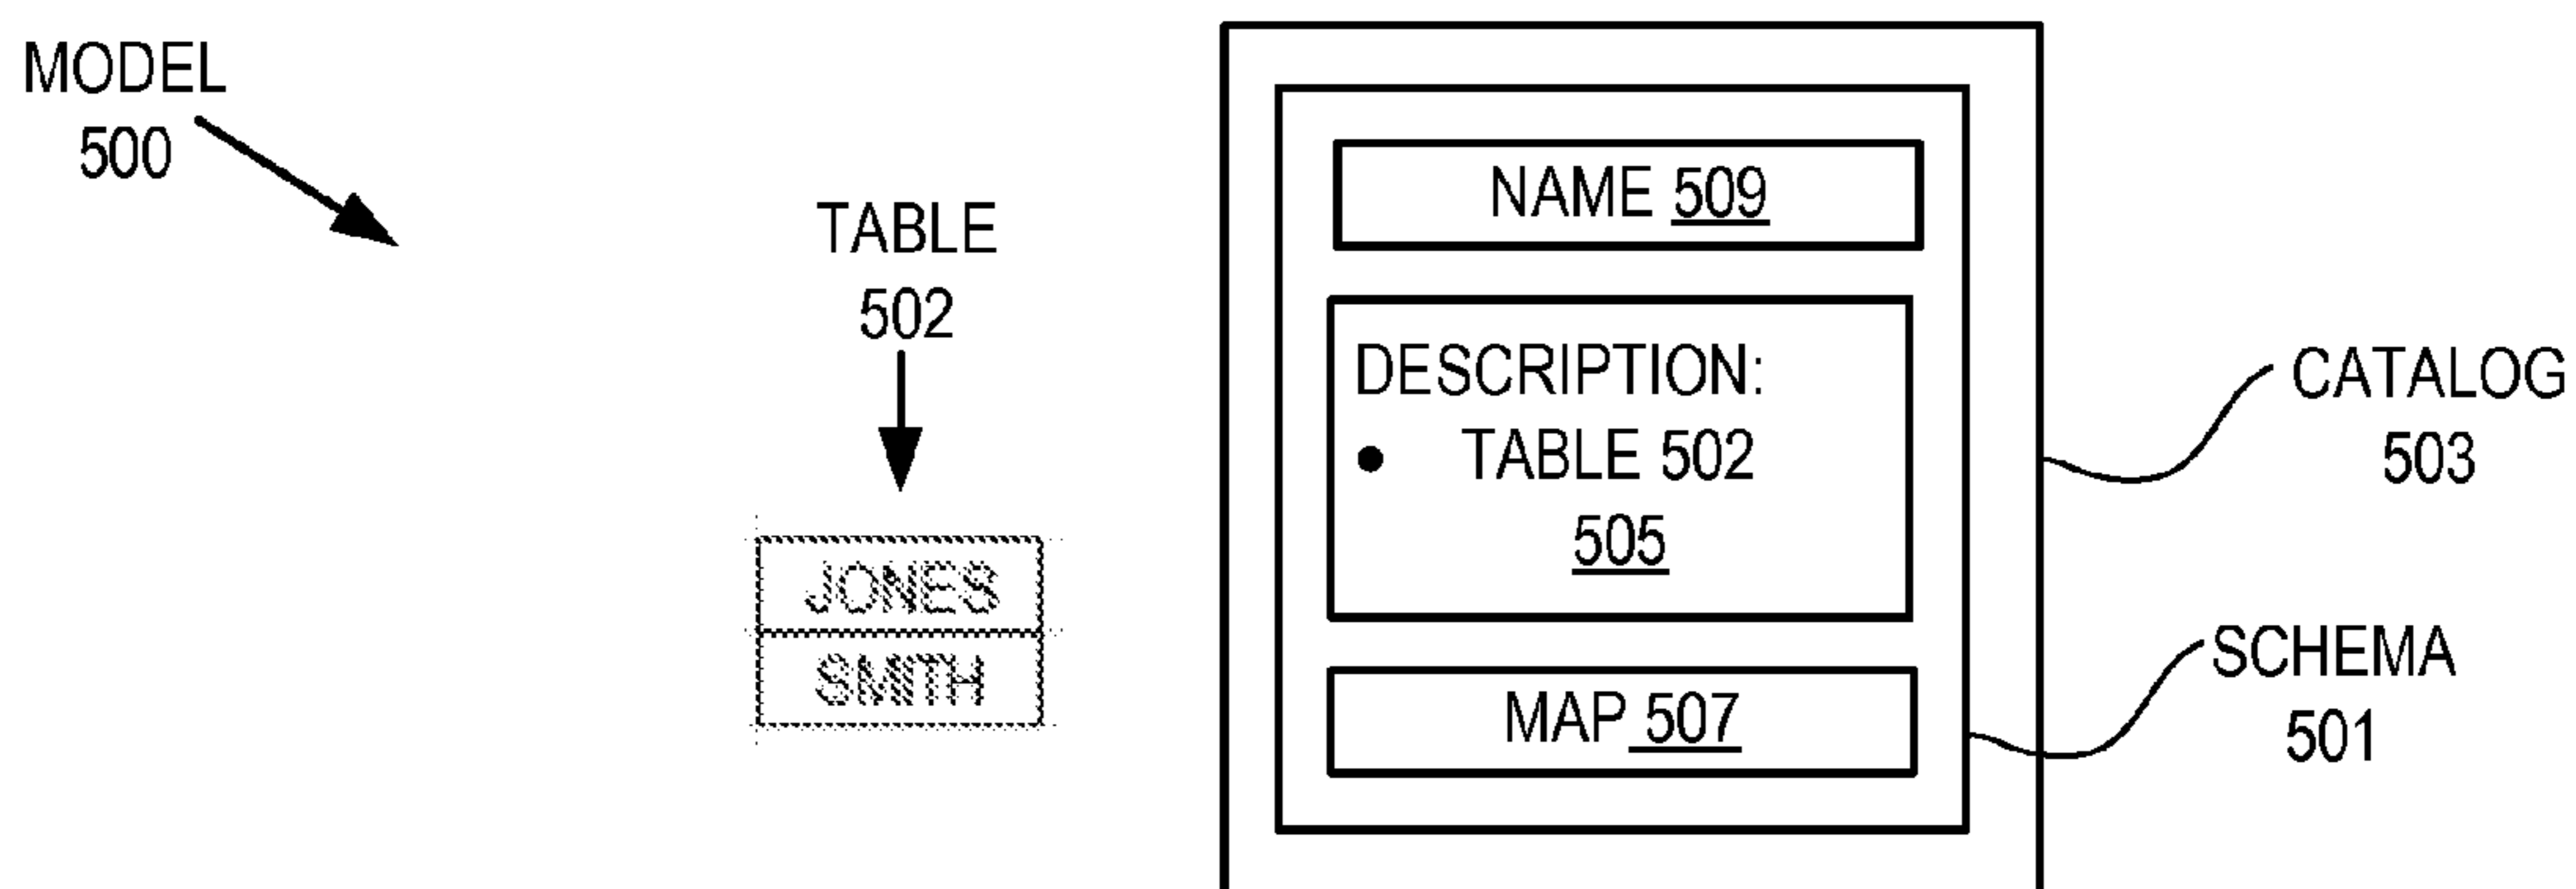 MODEL
500
TABLE
502
JONES
SMITH
NAME 509
DESCRIPTION:
• TABLE 502
505
MAP 507
CATALOG
503
SCHEMA
501